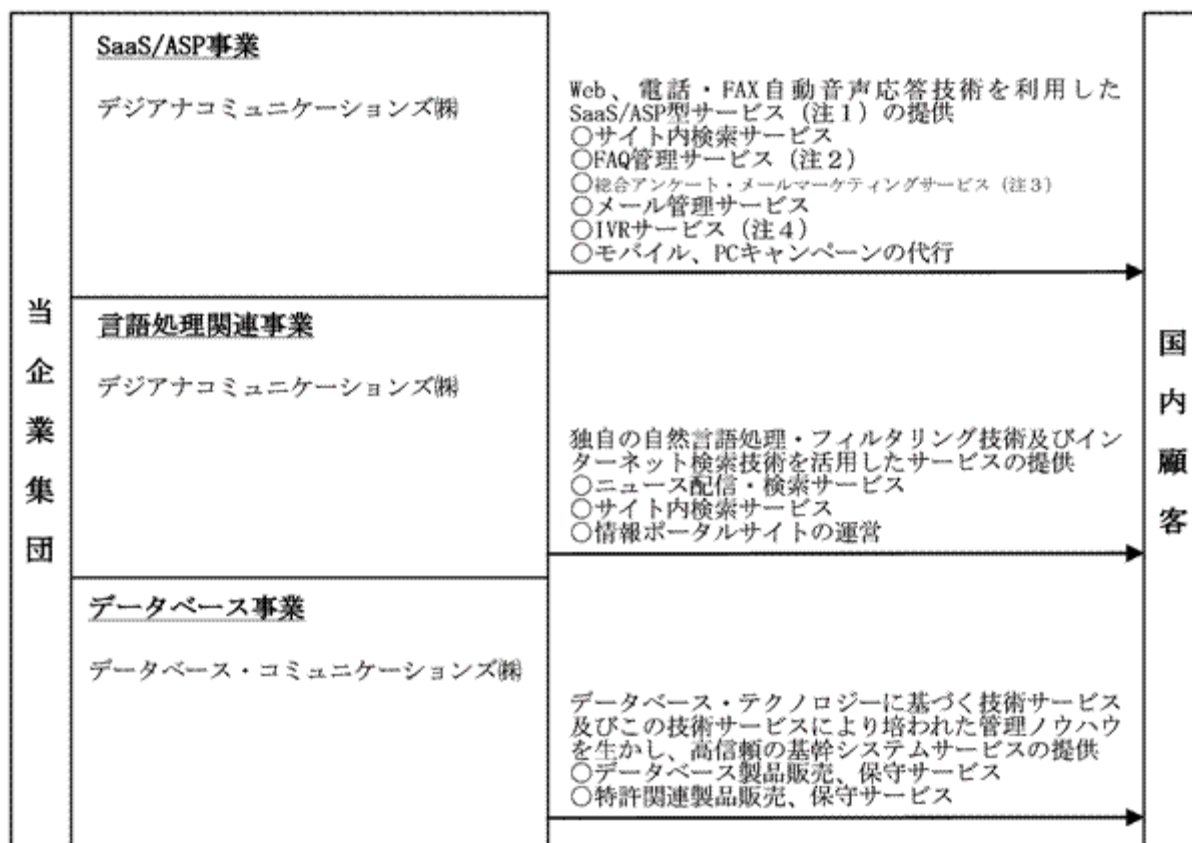 当企業集団
SaaS/ASP事業
デジアナコミュニケーションズ㈱
Web、電話・FAX自動音声応答技術を利用した
SaaS/ASP型サービス（注１）の提供
○サイト内検索サービス
○FAQ管理サービス（注２）
○総合アンケート・メールマーケティングサービス（注３）
○メール管理サービス
○IVRサービス（注４）
○モバイル、PCキャンペーンの代行
言語処理関連事業
デジアナコミュニケーションズ㈱
独自の自然言語処理・フィルタリング技術及びイン
ターネット検索技術を活用したサービスの提供
○ニュース配信・検索サービス
○サイト内検索サービス
○情報ポータルサイトの運営
データベース事業
データベース・コミュニケーションズ㈱
データベース・テクノロジーに基づく技術サービス
及びこの技術サービスにより培われた管理ノウハウ
を生かし、高信頼の基幹システムサービスの提供
○データベース製品販売、保守サービス
○特許関連製品販売、保守サービス
国内顧客